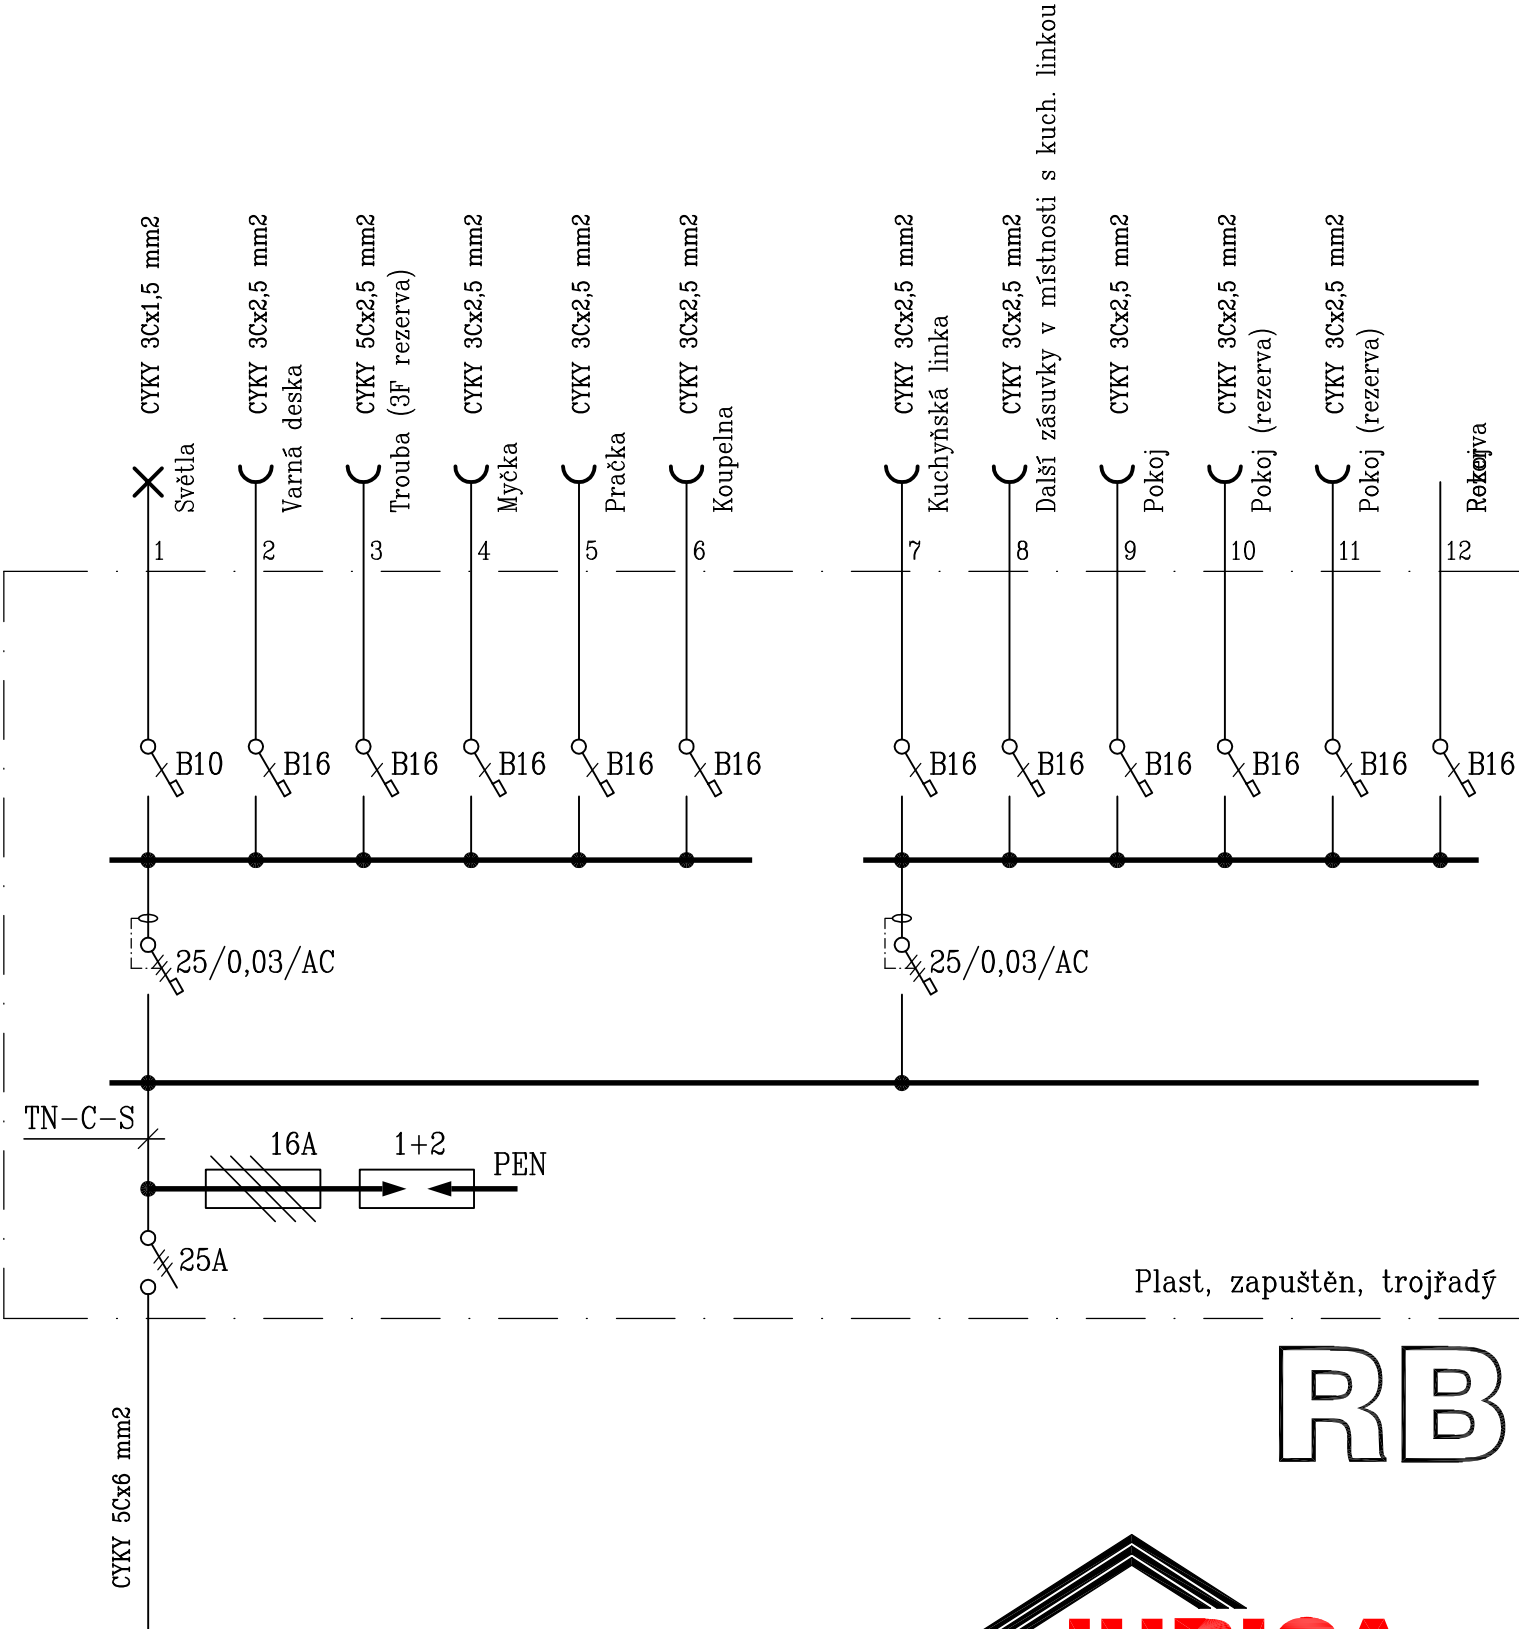 CYKY 3Cx1,5 mm2
Světla
CYKY 3Cx2,5 mm2
Varná deska
CYKY 5Cx2,5 mm2
Trouba (3F rezerva)
CYKY 3Cx2,5 mm2
Myčka
CYKY 3Cx2,5 mm2
Pračka
CYKY 3Cx2,5 mm2
Koupelna
CYKY 3Cx2,5 mm2
Kuchyňská linka
CYKY 3Cx2,5 mm2
Další zásuvky v místnosti s kuch. linkou
CYKY 3Cx2,5 mm2
Pokoj
CYKY 3Cx2,5 mm2
Pokoj (rezerva)
CYKY 3Cx2,5 mm2
Pokoj (rezerva)
1 2 3 4 5 6 7 8 9 10 11 12
B10 B16 B16 B16 B16 B16 B16 B16 B16 B16 B16 B16
25/0,03/AC 25/0,03/AC
TN-C-S
16A 1+2 PEN
25A
Plast, zapuštěn, trojřadý
RB
CYKY 5Cx6 mm2